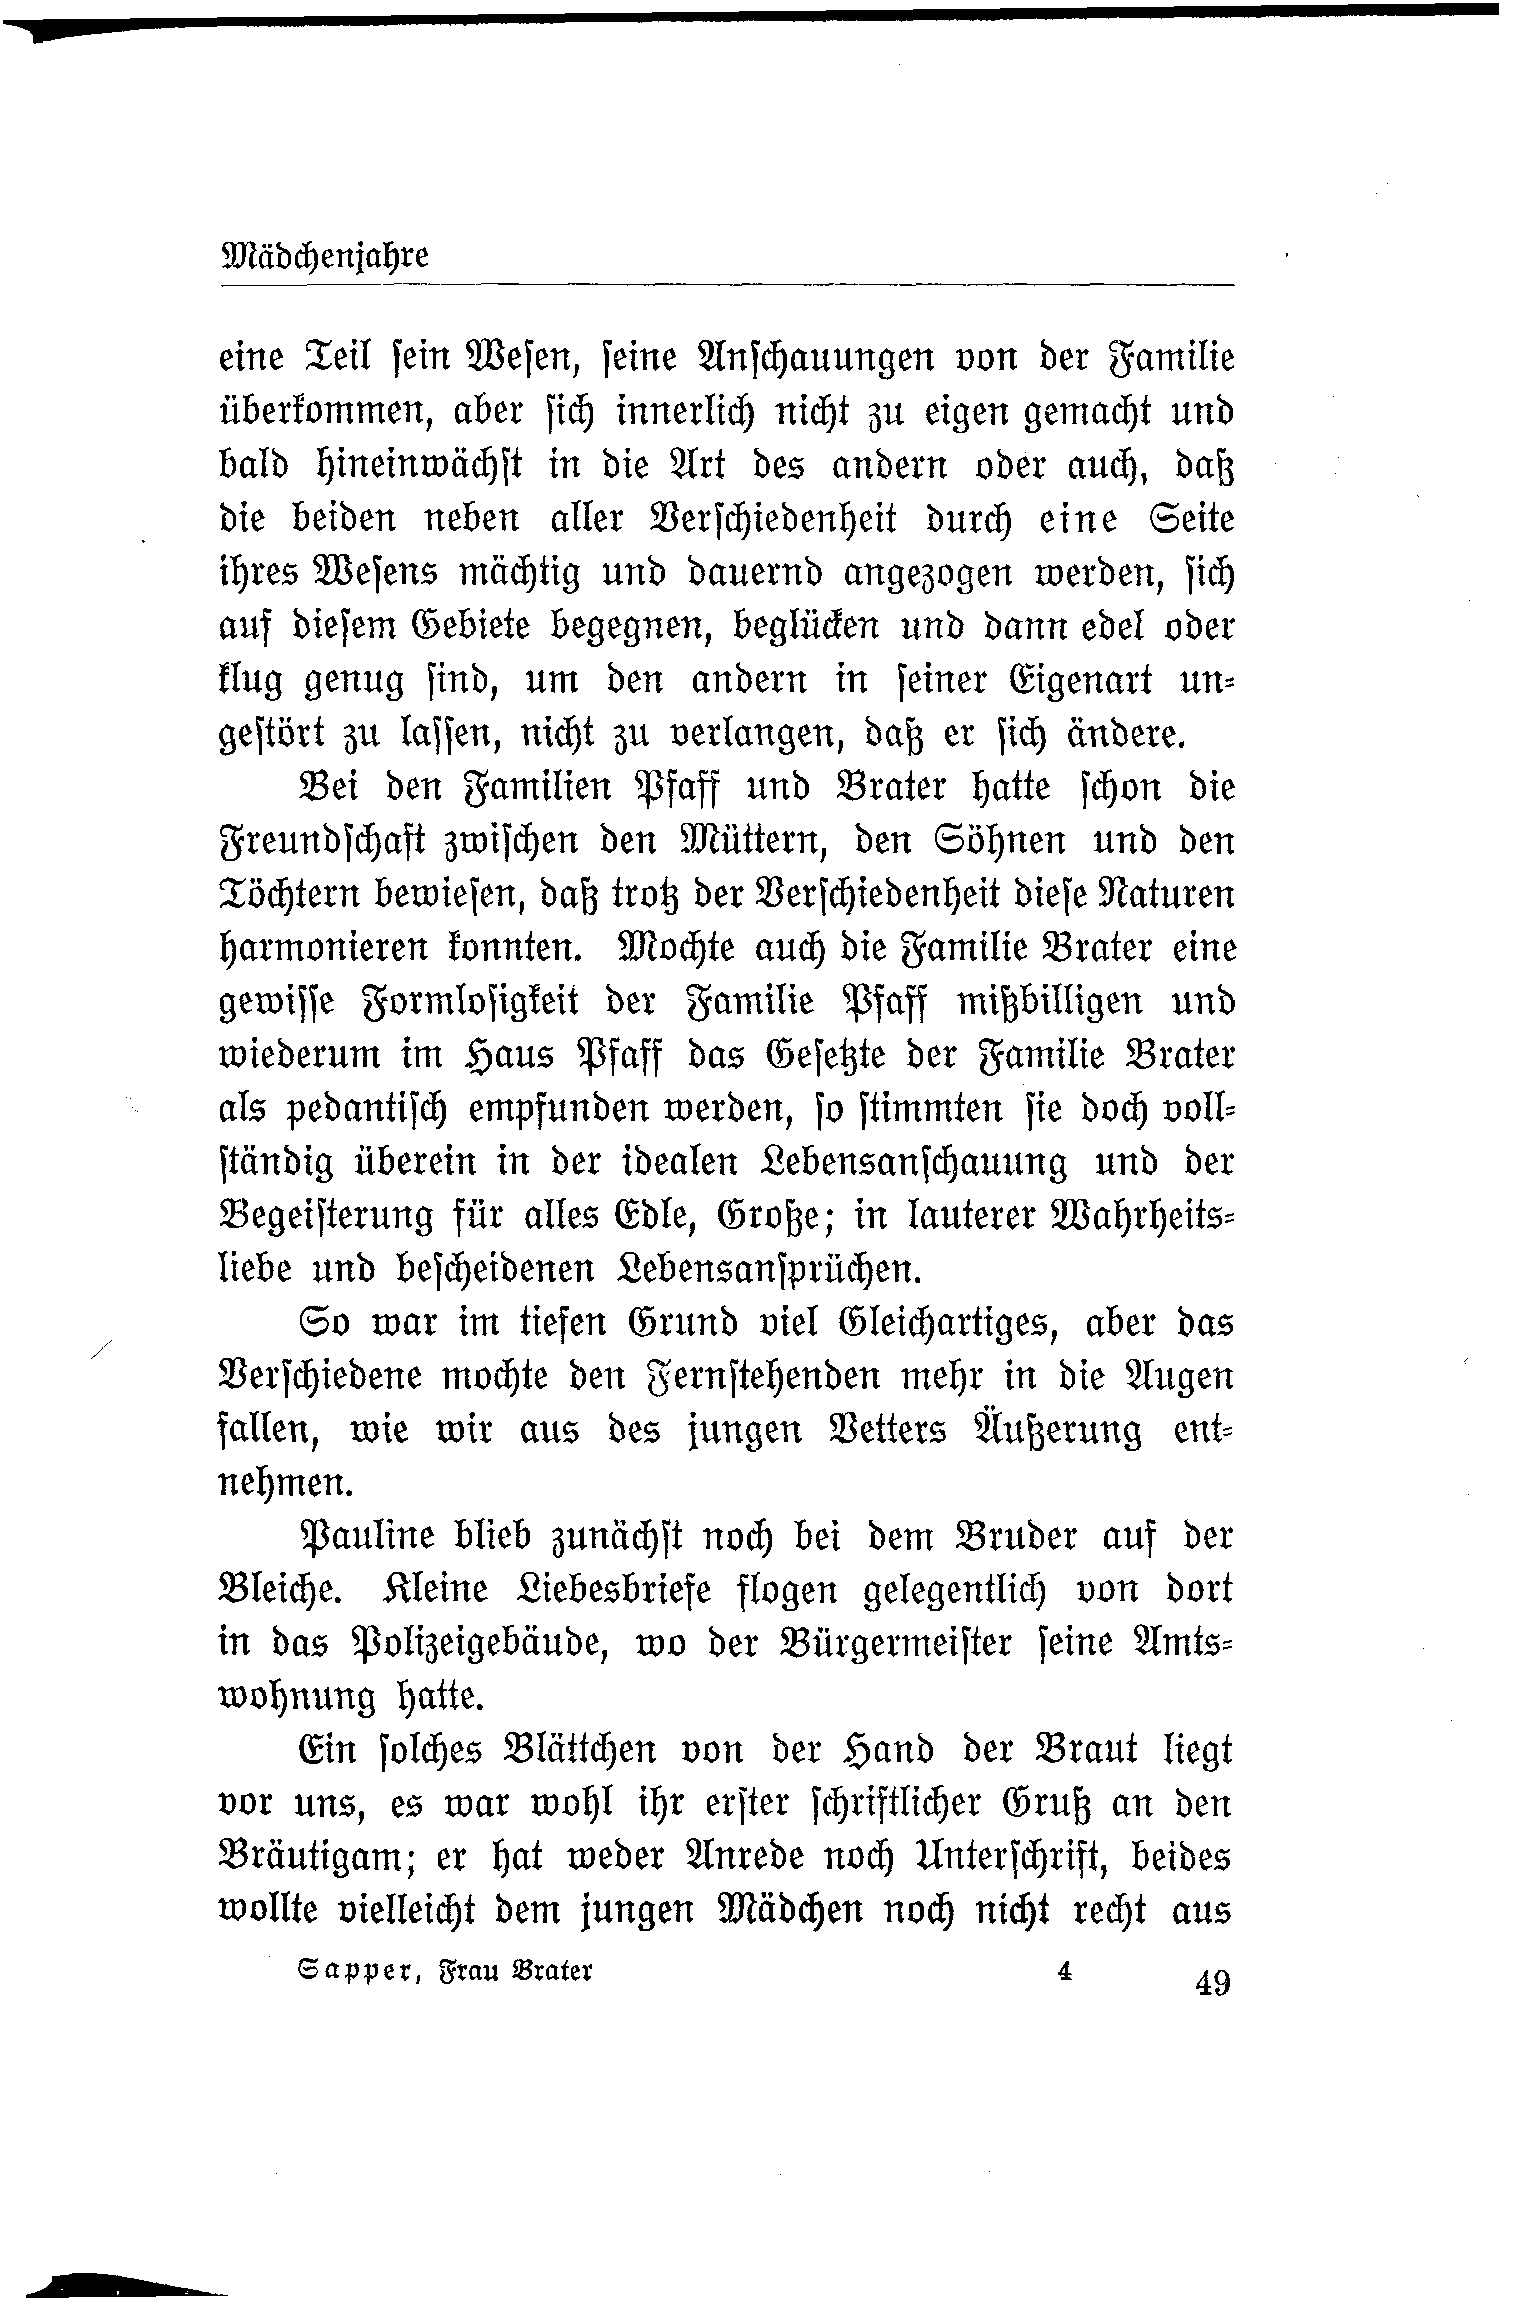 Mädchenjahre
eine Teil sein Wesen, seine Anschauungen von der Familie
überkommen, aber sich innerlich nicht zu eigen gemacht und
bald hineinwächst in die Art des andern oder auch, daß
die beiden neben aller Verschiedenheit durch eine Seite
ihres Wesens mächtig und dauernd angezogen werden, sich
auf diesem Gebiete begegnen, beglücken und dann edel oder
klug genug sind, um den andern in seiner Eigenart un-
gestört zu lassen, nicht zu verlangen, daß er sich ändere.
Bei den Familien Pfaff und Brater hatte schon die
Freundschaft zwischen den Müttern, den Söhnen und den
Töchtern bewiesen, daß trotz der Verschiedenheit diese Naturen
harmonieren konnten. Mochte auch die Familie Brater eine
gewisse Formlosigkeit der Familie Pfaff mißbilligen und
wiederum im Haus Pfaff das Gesetzte der Familie Brater
als pedantisch empfunden werden, so stimmten sie doch voll-
ständig überein in der idealen Lebensanschauung und der
Begeisterung für alles Edle, Große; in lauterer Wahrheits-
liebe und bescheidenen Lebensansprüchen.
So war im tiefen Grund viel Gleichartiges, aber das
Verschiedene mochte den Fernstehenden mehr in die Augen
fallen, wie wir aus des jungen Vetters Äußerung ent-
nehmen.
Pauline blieb zunächst noch bei dem Bruder auf der
Bleiche. Kleine Liebesbriefe flogen gelegentlich von dort
in das Polizeigebäude, wo der Bürgermeister seine Amts-
wohnung hatte.
Ein solches Blättchen von der Hand der Braut liegt
vor uns, es war wohl ihr erster schriftlicher Gruß an den
Bräutigam; er hat weder Anrede noch Unterschrift, beides
wollte vielleicht dem jungen Mädchen noch nicht recht aus
Sapper, Frau Brater 4 49